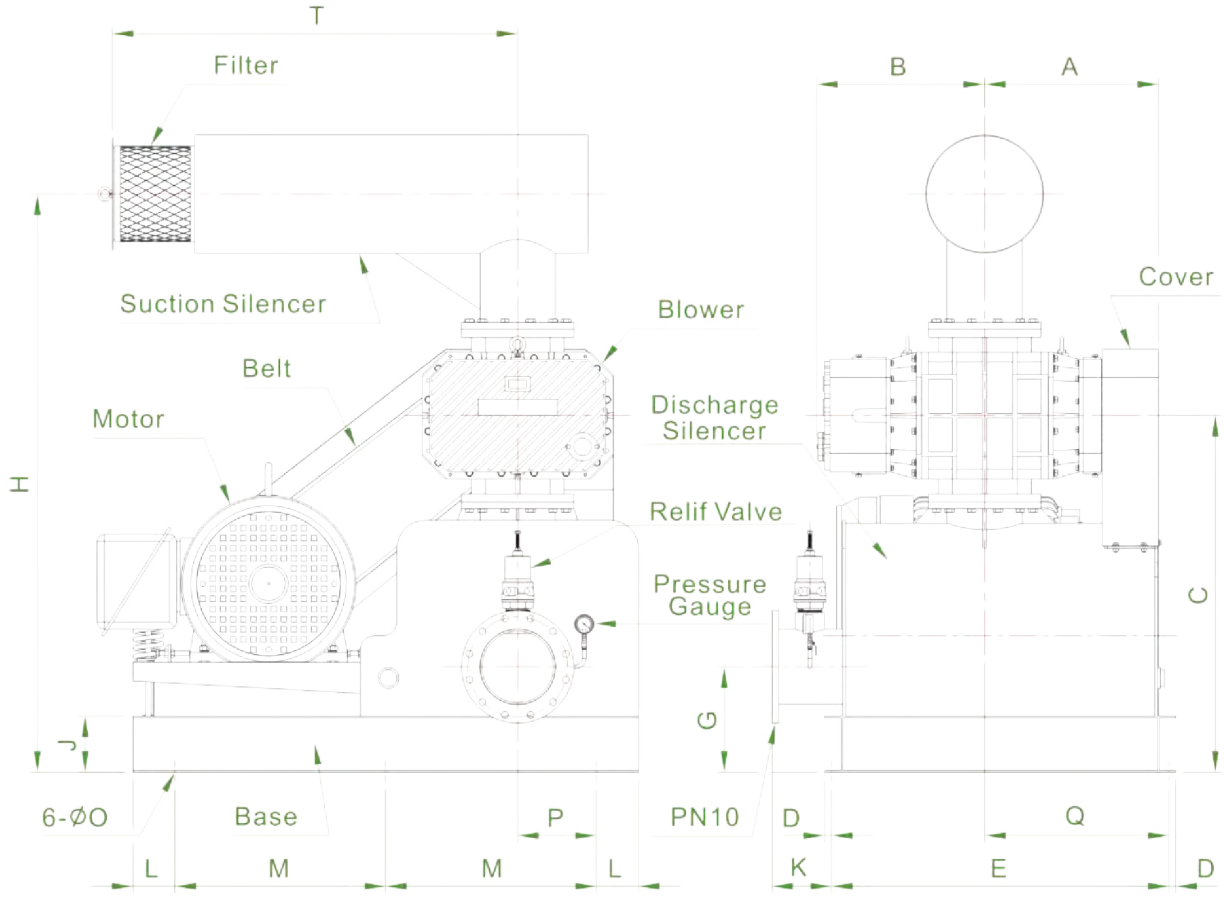 T
Filter
B
A
Suction Silencer
Cover
Blower
Belt
Discharge
Silencer
Motor
H
Relif Valve
Pressure
Gauge
C
G
J
6-ØO
Base
P
PN10
D
Q
L
M
M
L
K
E
D